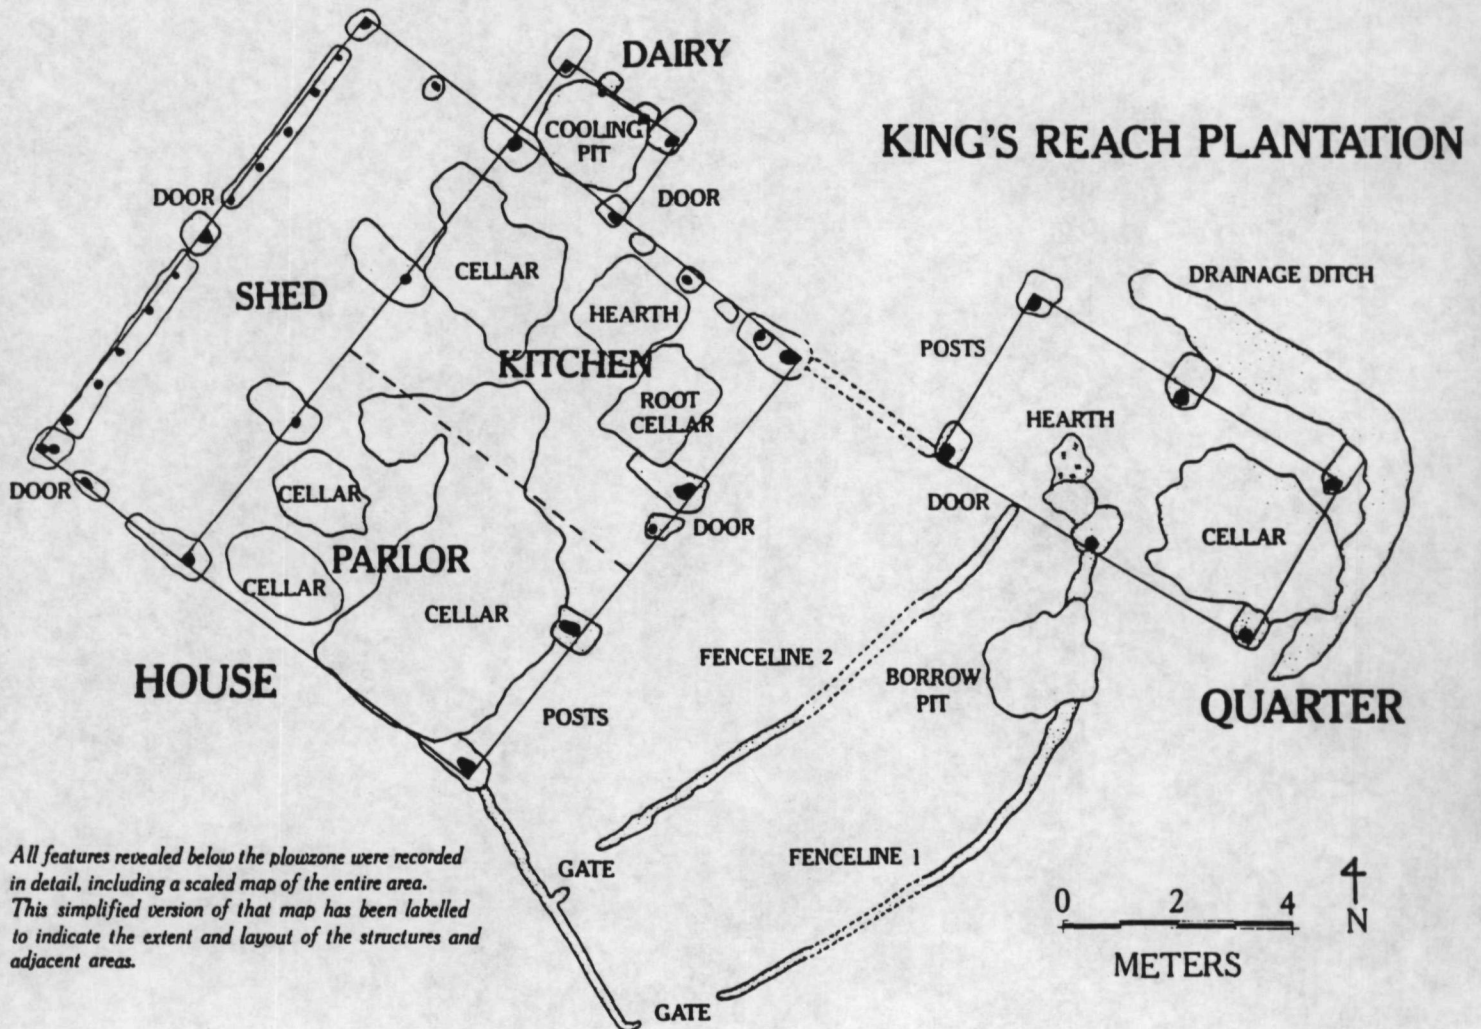 DAIRY
KING'S REACH PLANTATION
COOLING
PIT
DOOR
DOOR
CELLAR
SHED
HEARTH
DRAINAGE DITCH
POSTS
KITCHEN
ROOT
CELLAR
HEARTH
DOOR
CELLAR
DOOR
DOOR
CELLAR
PARLOR
CELLAR
CELLAR
FENCELINE 2
HOUSE
BORROW
PIT
POSTS
QUARTER
All features revealed below the plowzone were recorded
in detail, including a scaled map of the entire area.
This simplified version of that map has been labelled
to indicate the extent and layout of the structures and
adjacent areas.
GATE
FENCELINE 1
0 2 4
METERS
N
GATE